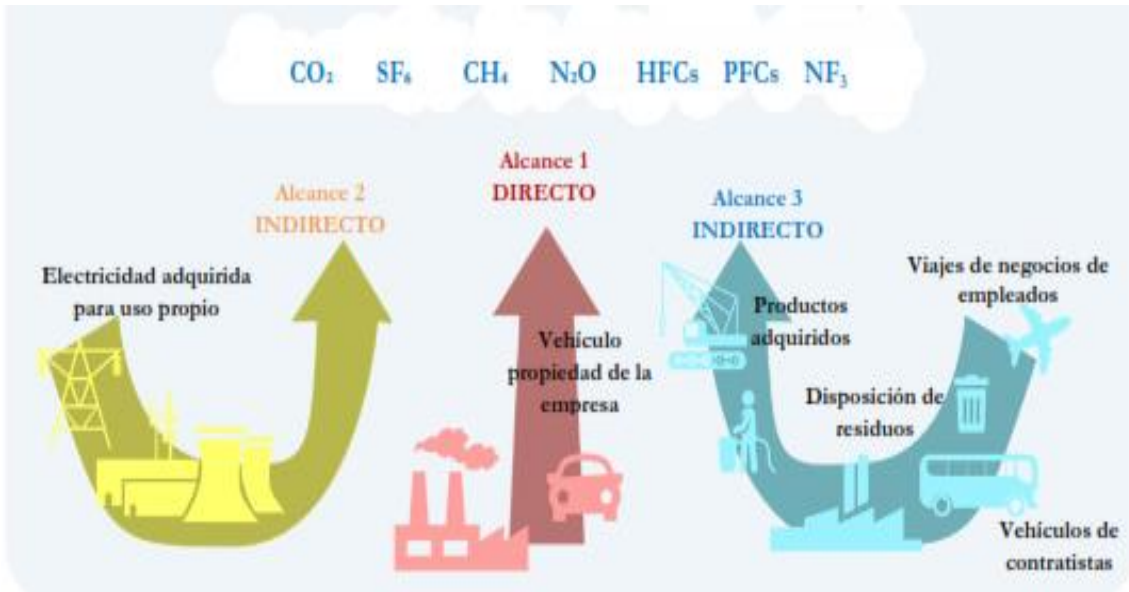 CO₂ SF₆ CH₄ N₂O HFCs PFCs NF₃
Alcance 1
DIRECTO
Alcance 2
INDIRECTO
Alcance 3
INDIRECTO
Electricidad adquirida
para uso propio
Vehículo
propiedad de la
empresa
Productos
adquiridos
Viajes de negocios de
empleados
Disposición de
residuos
Vehículos de
contratistas